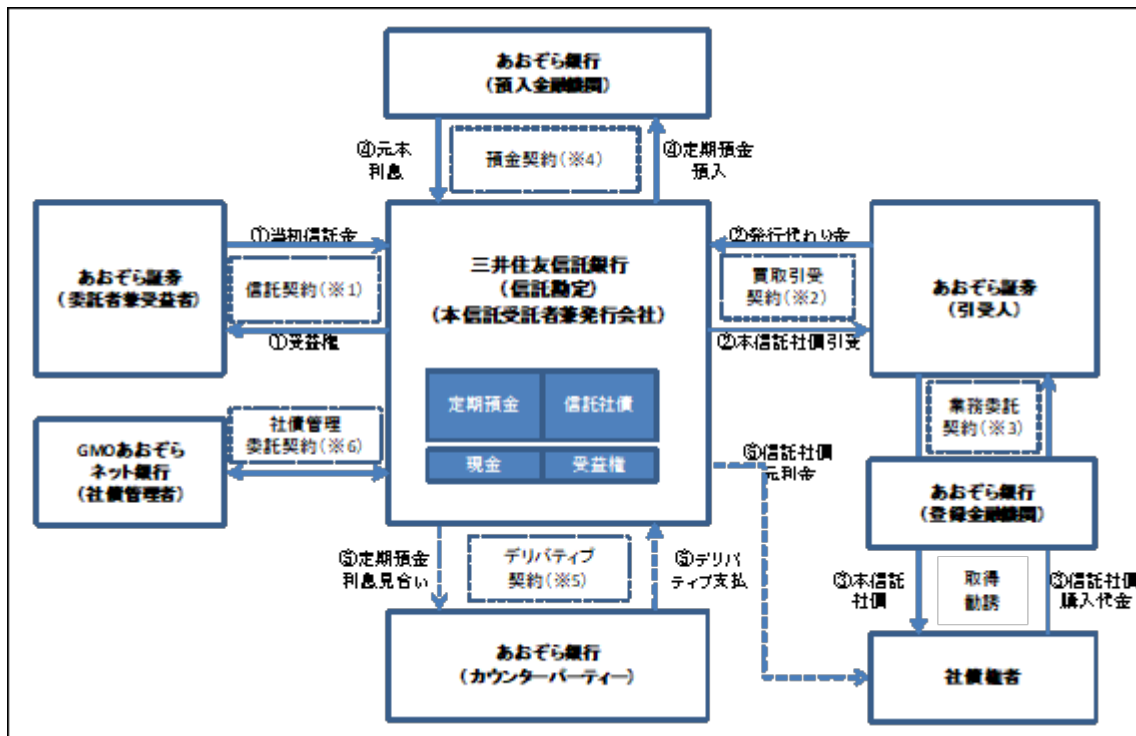 あおぞら銀行
(預入金融機関)
④元本
利息
預金契約(※4)
④定期預金
預入
あおぞら証券
(委託者兼受益者)
①当初信託金
信託契約(※1)
①受益権
三井住友信託銀行
(信託勘定)
(本信託受託者兼発行会社)
定期預金
信託社債
現金
受益権
②発行代わり金
買取引受
契約(※2)
②本信託社債引受
あおぞら証券
(引受人)
GMOあおぞら
ネット銀行
(社債管理者)
社債管理
委託契約(※6)
業務委託
契約(※3)
あおぞら銀行
(登録金融機関)
⑥信託社債
元利金
⑤定期預金
利息見合い
デリバティブ
契約(※5)
⑤デリバ
ティブ支払
③本信託
社債
取得
勧誘
③信託社債
購入代金
あおぞら銀行
(カウンターパーティー)
社債権者